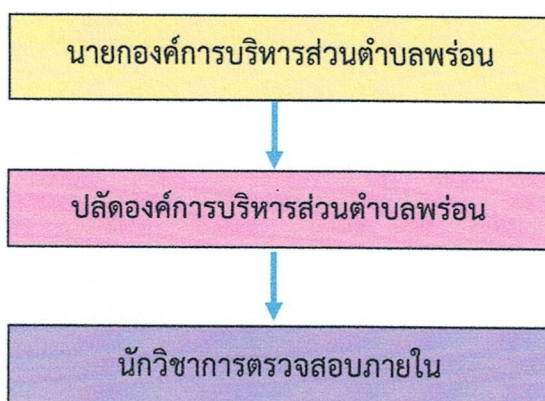 นายกองค์การบริหารส่วนตำบลพร่อน
ปลัดองค์การบริหารส่วนตำบลพร่อน
นักวิชาการตรวจสอบภายใน